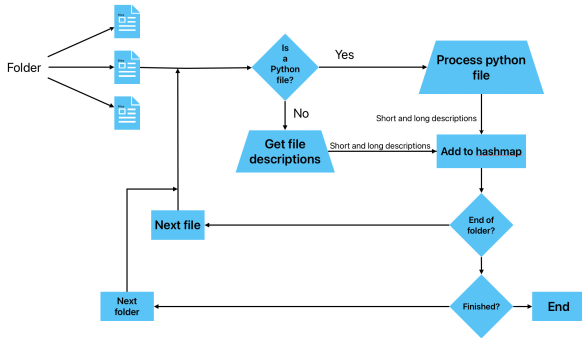 Is
a
Python
file?
Yes
Process python
file
Folder
No
Short and long descriptions
Get file
descriptions
Short and long descriptions
Add to hashmap
End of
folder?
Next file
Next
folder
Finished?
End